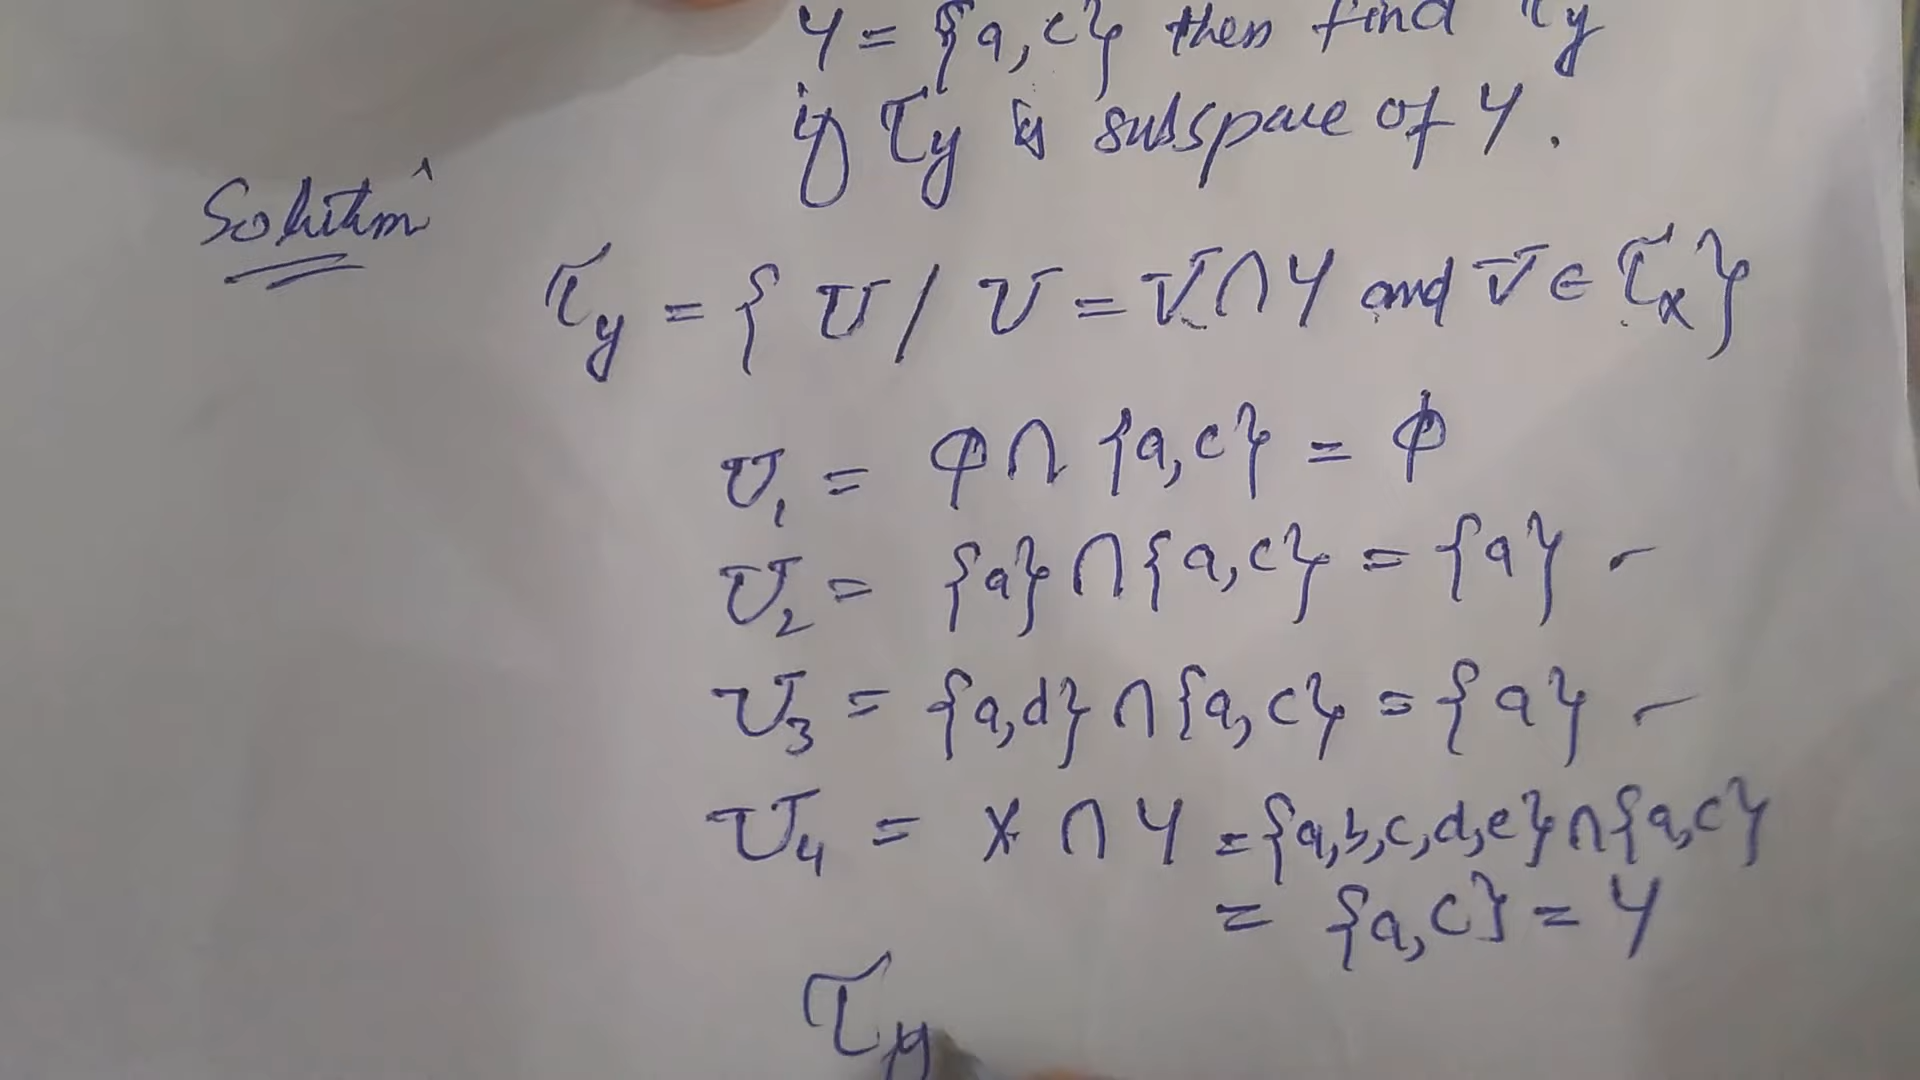 Y = {a, c} then find τy
if τy is subspace of Y.
Solution
τy = { U / U = V∩Y and V ∈ τx}
U1 = φ ∩ {a, c} = φ
U2 = {a} ∩ {a, c} = {a} -
U3 = {a, d} ∩ {a, c} = {a} -
U4 = X ∩ Y = {a, b, c, d, e} ∩ {a, c}
= {a, c} = Y
τy